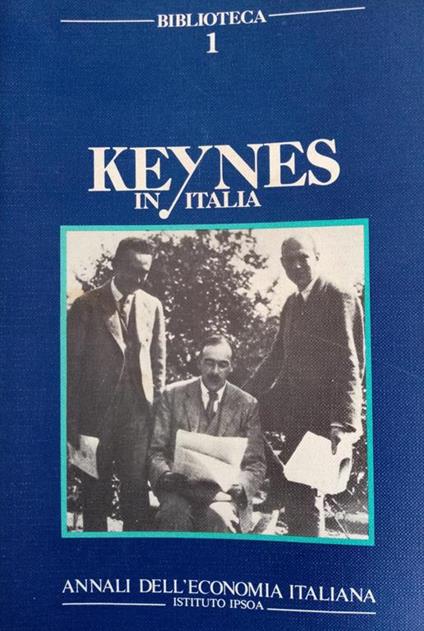 BIBLIOTECA
1
KEYNES
IN ITALIA
ANNALI DELL'ECONOMIA ITALIANA
ISTITUTO IPSOA